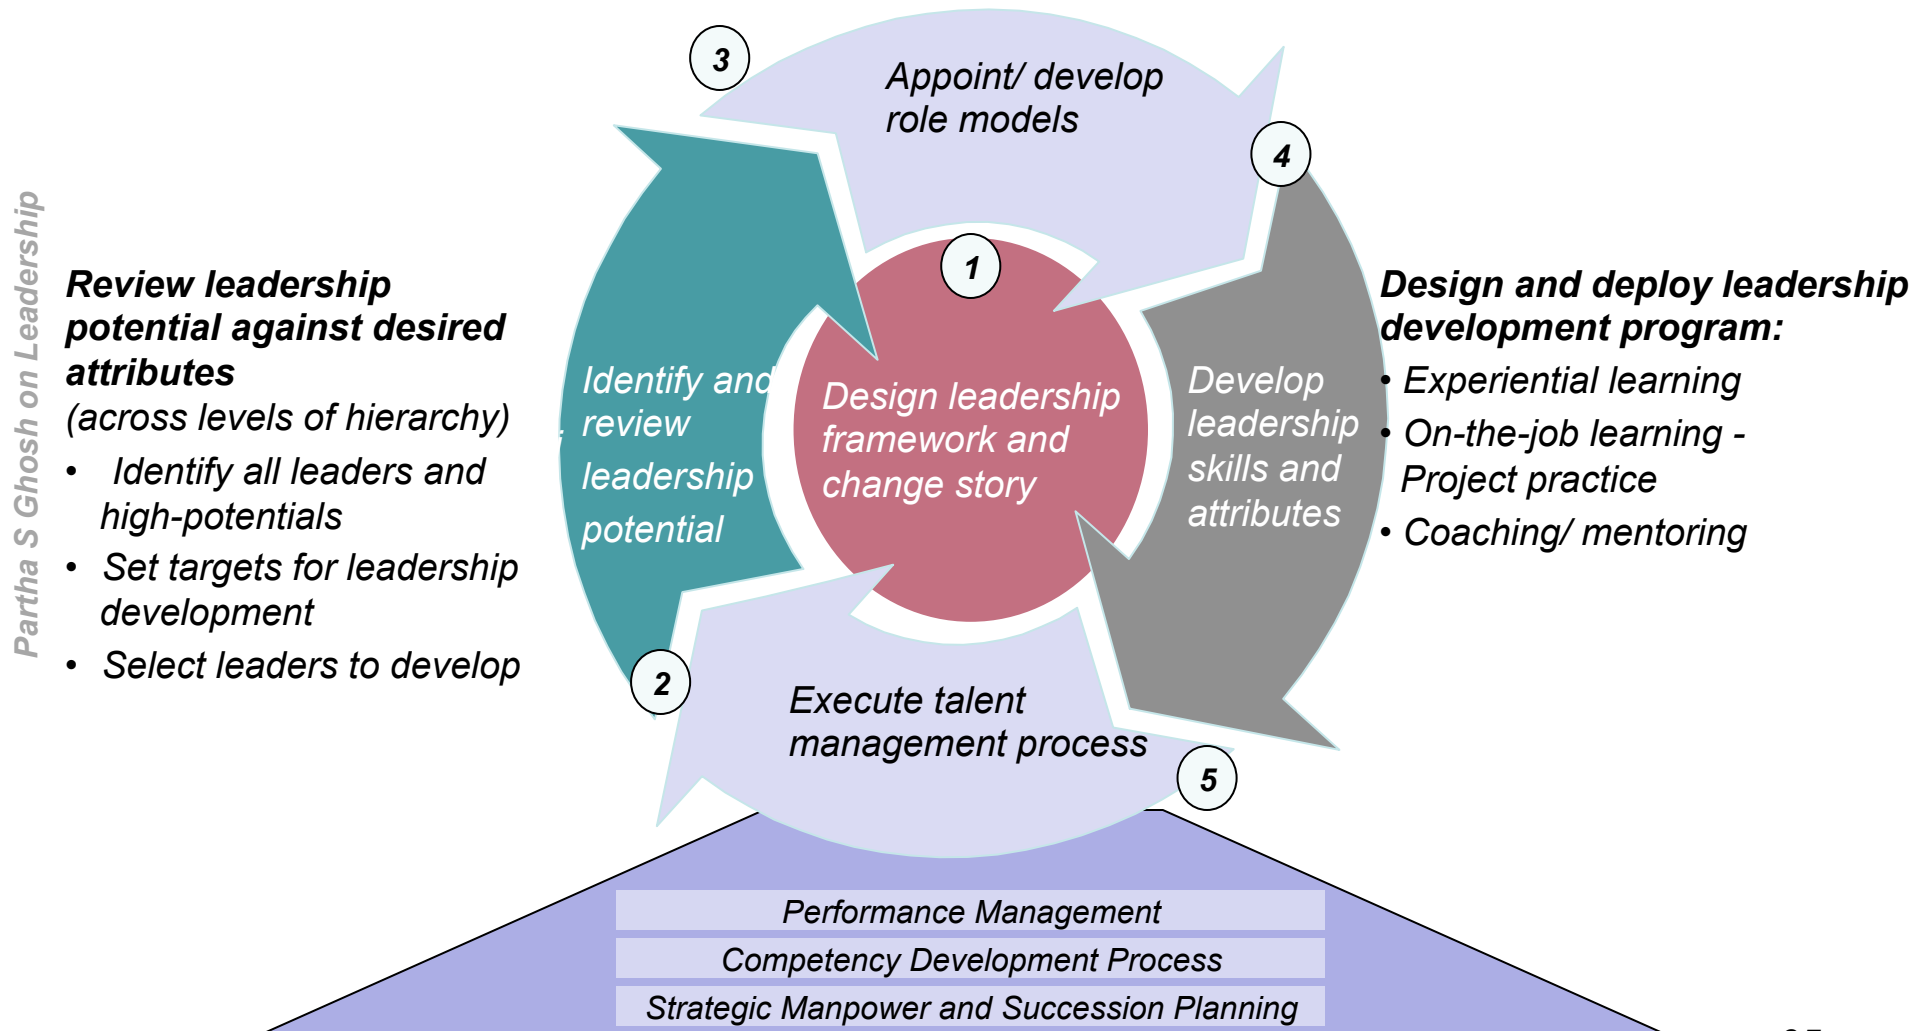 Partha S Ghosh on Leadership
3
Appoint/ develop
role models
4
1
Review leadership
potential against desired
attributes
(across levels of hierarchy)
• Identify all leaders and
high-potentials
• Set targets for leadership
development
• Select leaders to develop
Identify and
review
leadership
potential
Design leadership
framework and
change story
Develop
leadership
skills and
attributes
Design and deploy leadership
development program:
• Experiential learning
• On-the-job learning -
Project practice
• Coaching/ mentoring
2
Execute talent
management process
5
Performance Management
Competency Development Process
Strategic Manpower and Succession Planning